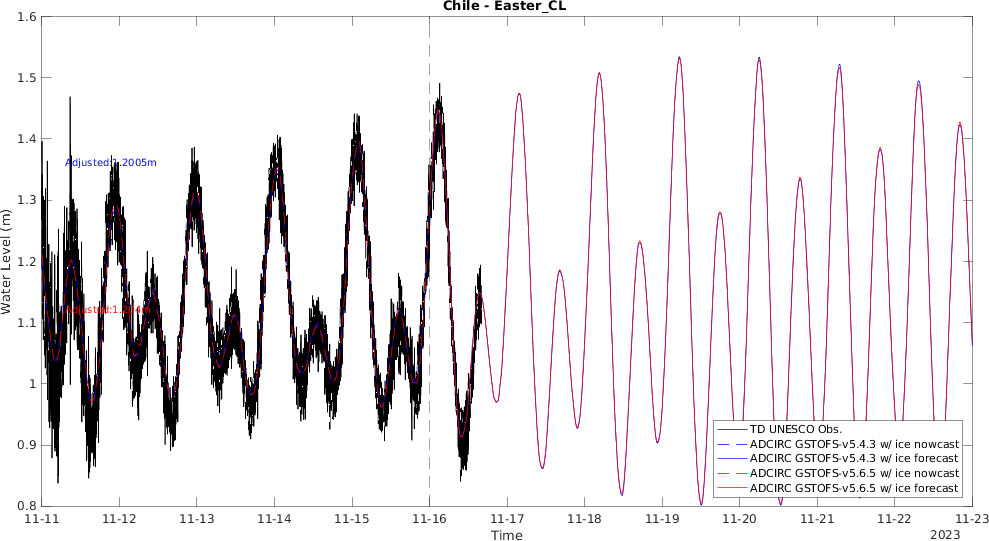 Chile - Easter_CL
1.6
1.5
1.4
1.3
1.2
1.1
1
0.9
0.8
Water Level (m)
Adjusted:1.2005m
TD UNESCO Obs.
ADCIRC GSTOFS-v5.4.3 w/ ice nowcast
ADCIRC GSTOFS-v5.4.3 w/ ice forecast
ADCIRC GSTOFS-v5.6.5 w/ ice nowcast
ADCIRC GSTOFS-v5.6.5 w/ ice forecast
11-11 11-12 11-13 11-14 11-15 11-16 11-17 11-18 11-19 11-20 11-21 11-22 11-23
Time
2023